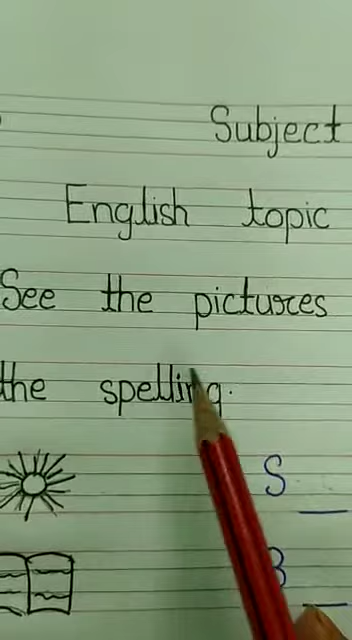 Subject
English topic
See the pictures
the spelling.
S _
B _